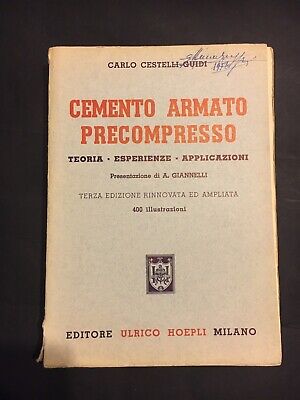 CARLO CESTELLI-GUIDI
CEMENTO ARMATO
PRECOMPRESSO
TEORIA · ESPERIENZE · APPLICAZIONI
Presentazione di A. GIANNELLI
TERZA EDIZIONE RINNOVATA ED AMPLIATA
400 illustrazioni
EDITORE ULRICO HOEPLI MILANO